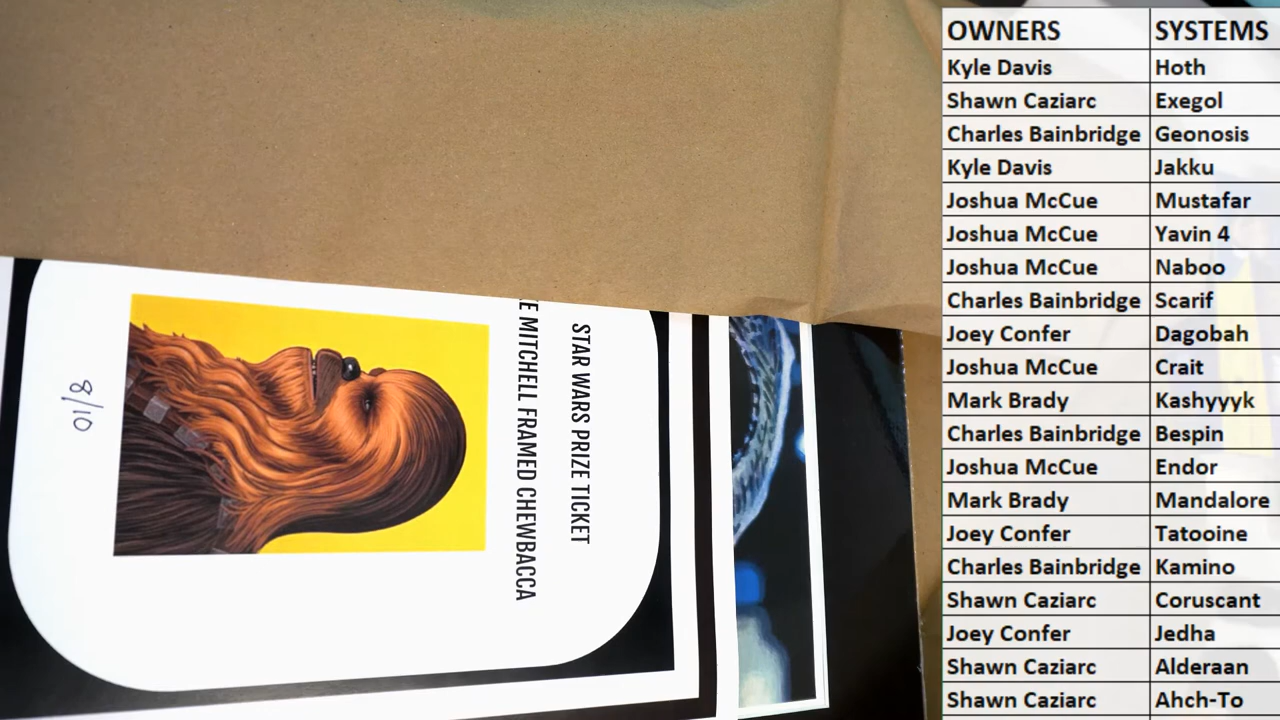 STAR WARS PRIZE TICKET
E MITCHELL FRAMED CHEWBACCA
8/10
OWNERS SYSTEMS
Kyle Davis Hoth
Shawn Caziarc Exegol
Charles Bainbridge Geonosis
Kyle Davis Jakku
Joshua McCue Mustafar
Joshua McCue Yavin 4
Joshua McCue Naboo
Charles Bainbridge Scarif
Joey Confer Dagobah
Joshua McCue Crait
Mark Brady Kashyyyk
Charles Bainbridge Bespin
Joshua McCue Endor
Mark Brady Mandalore
Joey Confer Tatooine
Charles Bainbridge Kamino
Shawn Caziarc Coruscant
Joey Confer Jedha
Shawn Caziarc Alderaan
Shawn Caziarc Ahch-To